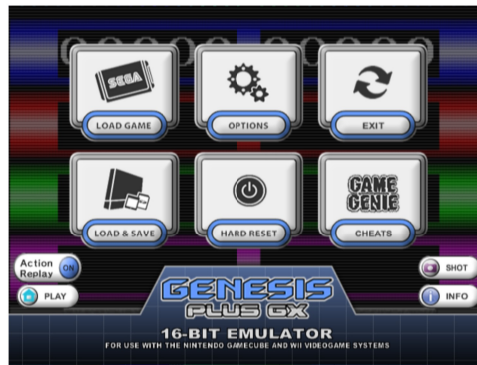 SEGA
LOAD GAME
OPTIONS
EXIT
GAME
GENIE
LOAD & SAVE
HARD RESET
CHEATS
Action
Replay
ON
SHOT
PLAY
INFO
GENESIS
PLUS GX
16-BIT EMULATOR
FOR USE WITH THE NINTENDO GAMECUBE AND WII VIDEOGAME SYSTEMS